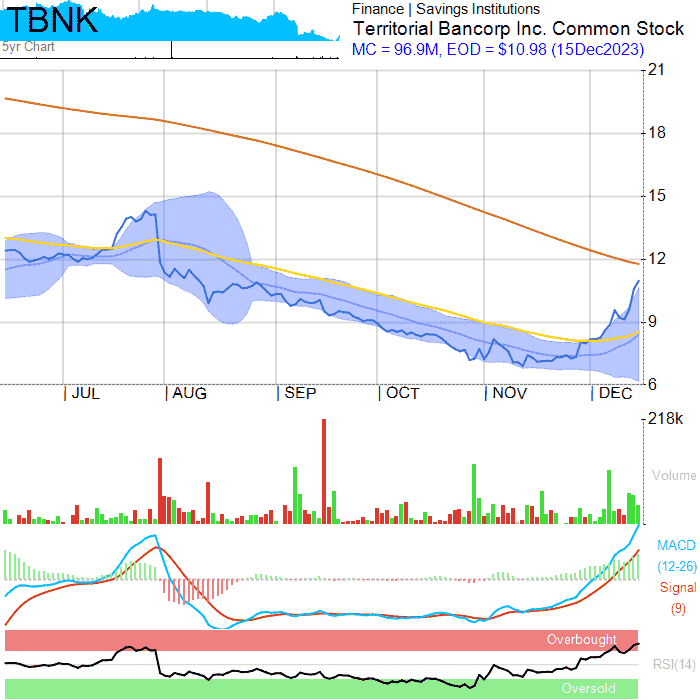 TBNK
5yr Chart
Finance | Savings Institutions
Territorial Bancorp Inc. Common Stock
MC = 96.9M, EOD = $10.98 (15Dec2023)
21
18
15
12
9
6
JUL AUG SEP OCT NOV DEC
218k
Volume
MACD
(12-26)
Signal
(9)
Overbought
RSI(14)
Oversold